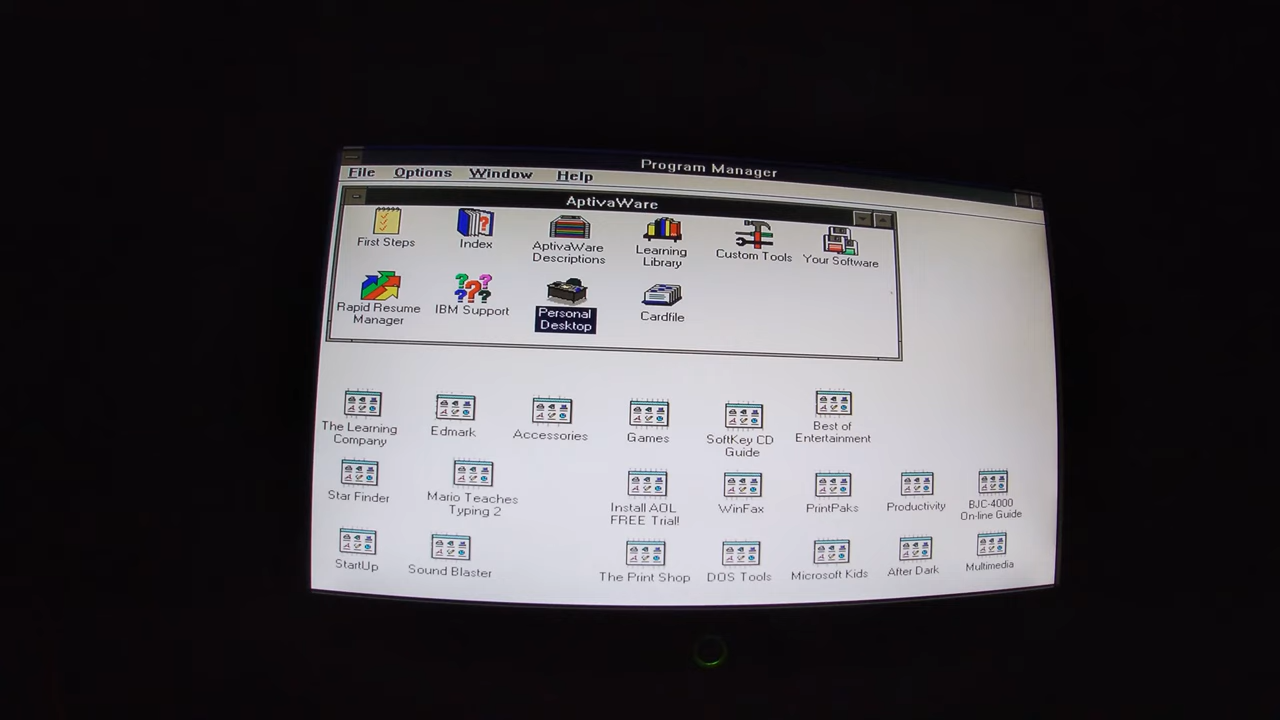 Program Manager
File Options Window Help
AptivaWare
First Steps
Index
AptivaWare
Descriptions
Learning
Library
Custom Tools
Your Software
Rapid Resume
Manager
IBM Support
Personal
Desktop
Cardfile
The Learning
Company
Edmark
Accessories
Games
SoftKey CD
Guide
Best of
Entertainment
Star Finder
Mario Teaches
Typing 2
Install AOL
FREE Trial!
WinFax
PrintPaks
Productivity
BJC-4000
On-line Guide
StartUp
Sound Blaster
The Print Shop
DOS Tools
Microsoft Kids
After Dark
Multimedia